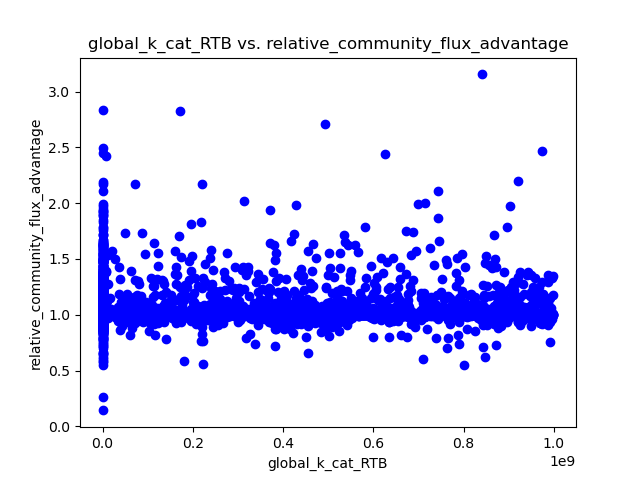 global_k_cat_RTB vs. relative_community_flux_advantage
relative_community_flux_advantage
3.0
2.5
2.0
1.5
1.0
0.5
0.0
0.0 0.2 0.4 0.6 0.8 1.0
1e9
global_k_cat_RTB